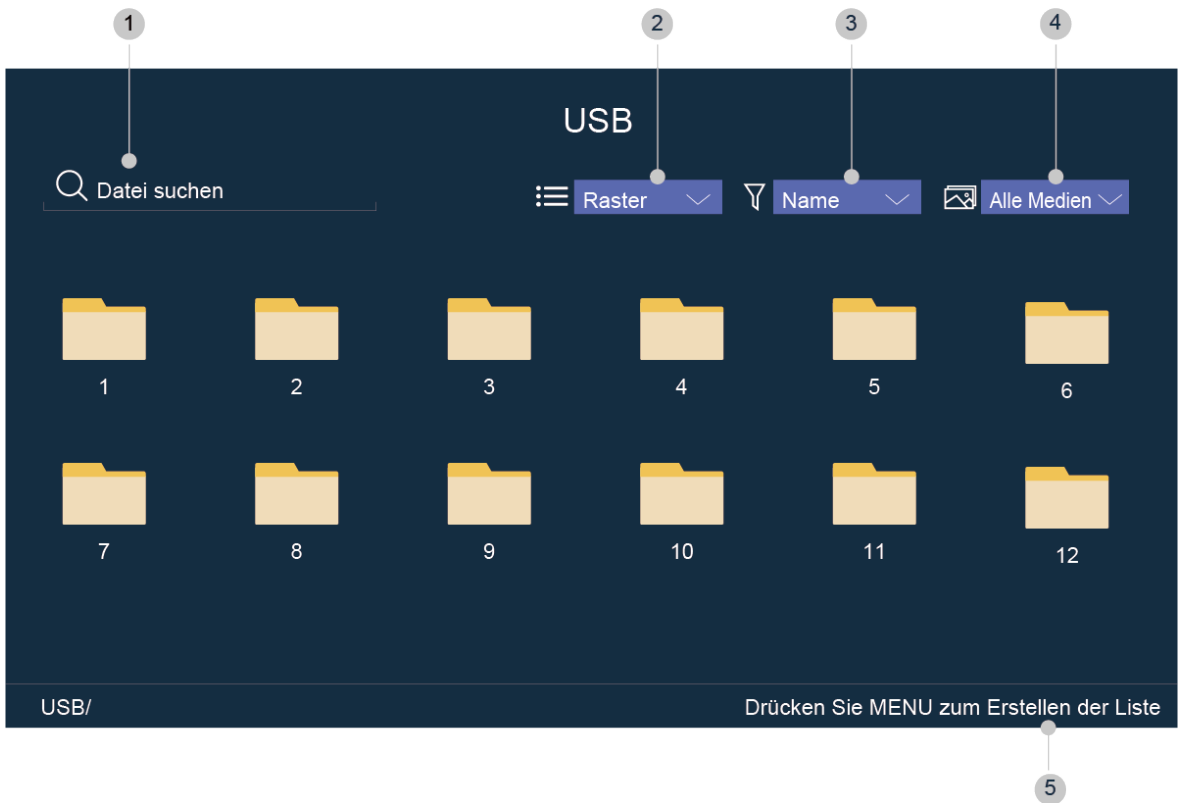 1 2 3 4
USB
Datei suchen Raster Name Alle Medien
1 2 3 4 5 6
7 8 9 10 11 12
USB/ Drücken Sie MENU zum Erstellen der Liste
5